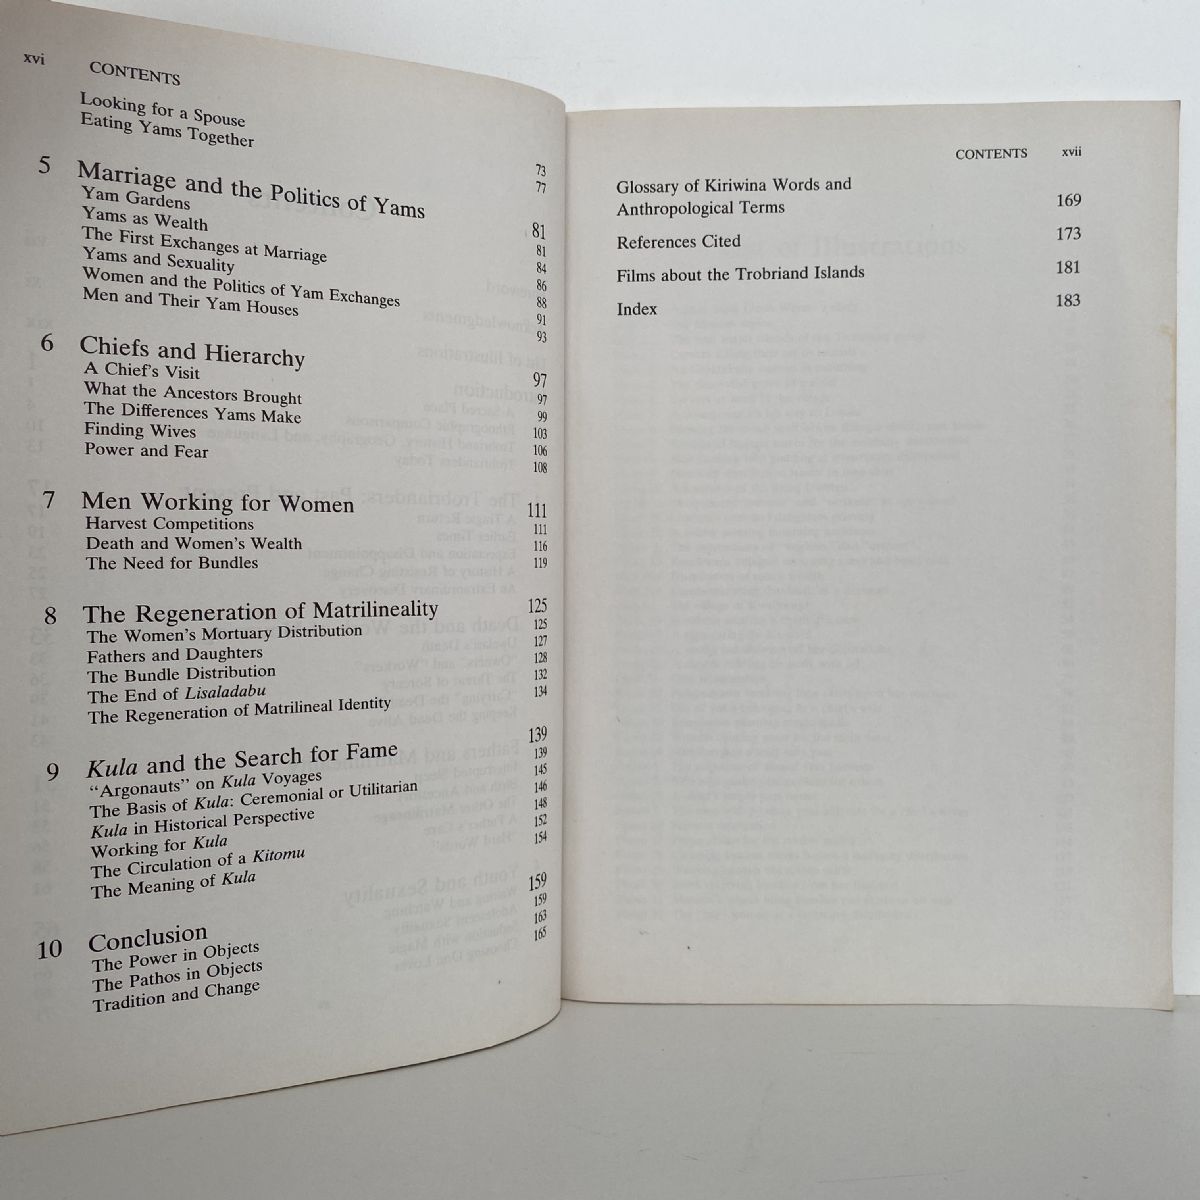 xvi CONTENTS
Looking for a Spouse 73
Eating Yams Together 77
5 Marriage and the Politics of Yams 81
Yam Gardens 81
Yams as Wealth 84
The First Exchanges at Marriage 86
Yams and Sexuality 88
Women and the Politics of Yam Exchanges 91
Men and Their Yam Houses 93
6 Chiefs and Hierarchy 97
A Chief's Visit 97
What the Ancestors Brought 99
The Differences Yams Make 103
Finding Wives 106
Power and Fear 108
7 Men Working for Women 111
Harvest Competitions 111
Death and Women's Wealth 116
The Need for Bundles 119
8 The Regeneration of Matrilineality 125
The Women's Mortuary Distribution 125
Fathers and Daughters 127
The Bundle Distribution 128
The End of Lisaladabu 132
The Regeneration of Matrilineal Identity 134
9 Kula and the Search for Fame 139
“Argonauts” on Kula Voyages 139
The Basis of Kula: Ceremonial or Utilitarian 145
Kula in Historical Perspective 146
Working for Kula 148
The Circulation of a Kitomu 152
The Meaning of Kula 154
10 Conclusion 159
The Power in Objects 159
The Pathos in Objects 163
Tradition and Change 165
CONTENTS xvii
Glossary of Kiriwina Words and
Anthropological Terms 169
References Cited 173
Films about the Trobriand Islands 181
Index 183